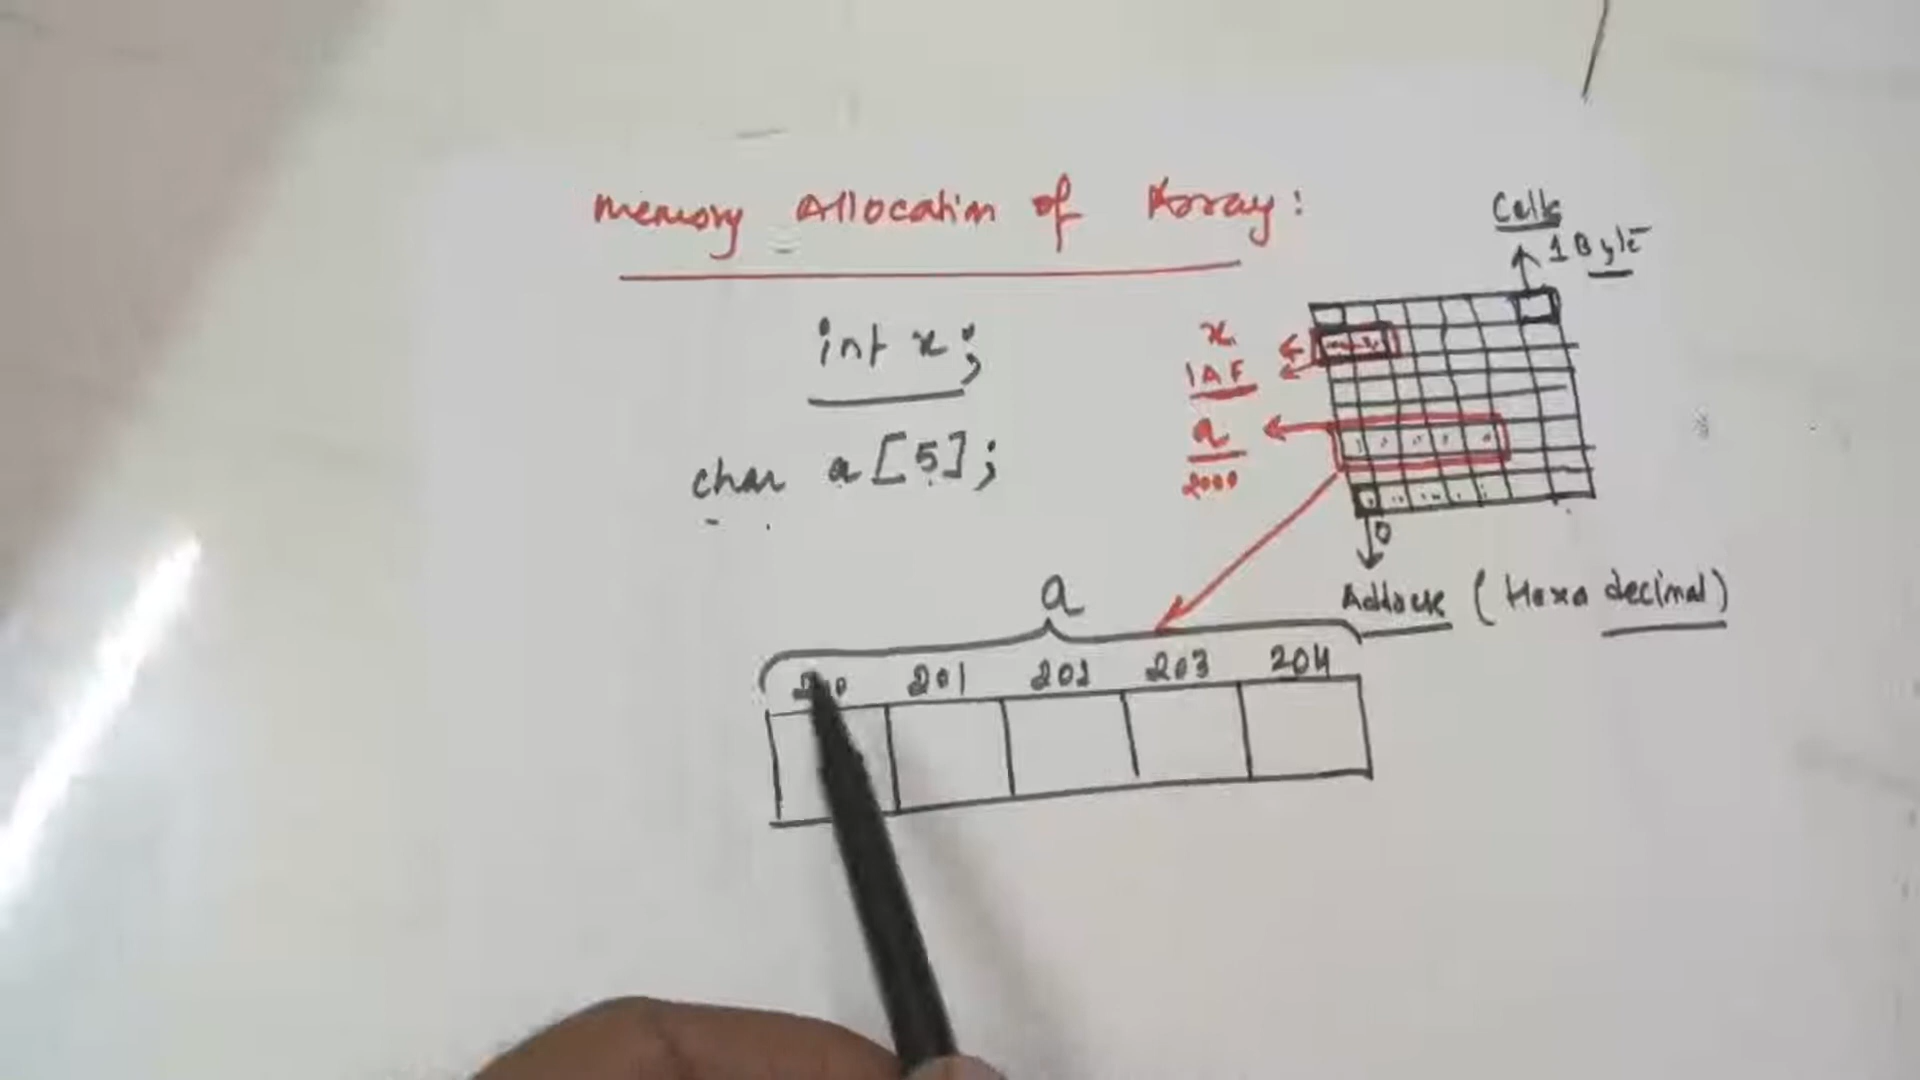 Memory Allocation of Array:
Cells
1 Byte
int x;
x
1AF
a
2000
char a[5];
0
Address (Hexa decimal)
a
200 201 202 203 204